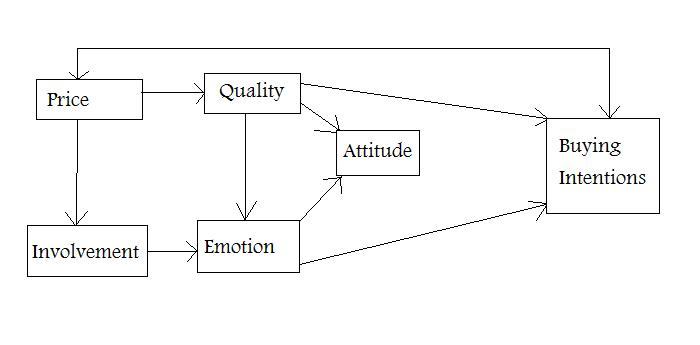 Price
Quality
Attitude
Buying
Intentions
Involvement
Emotion